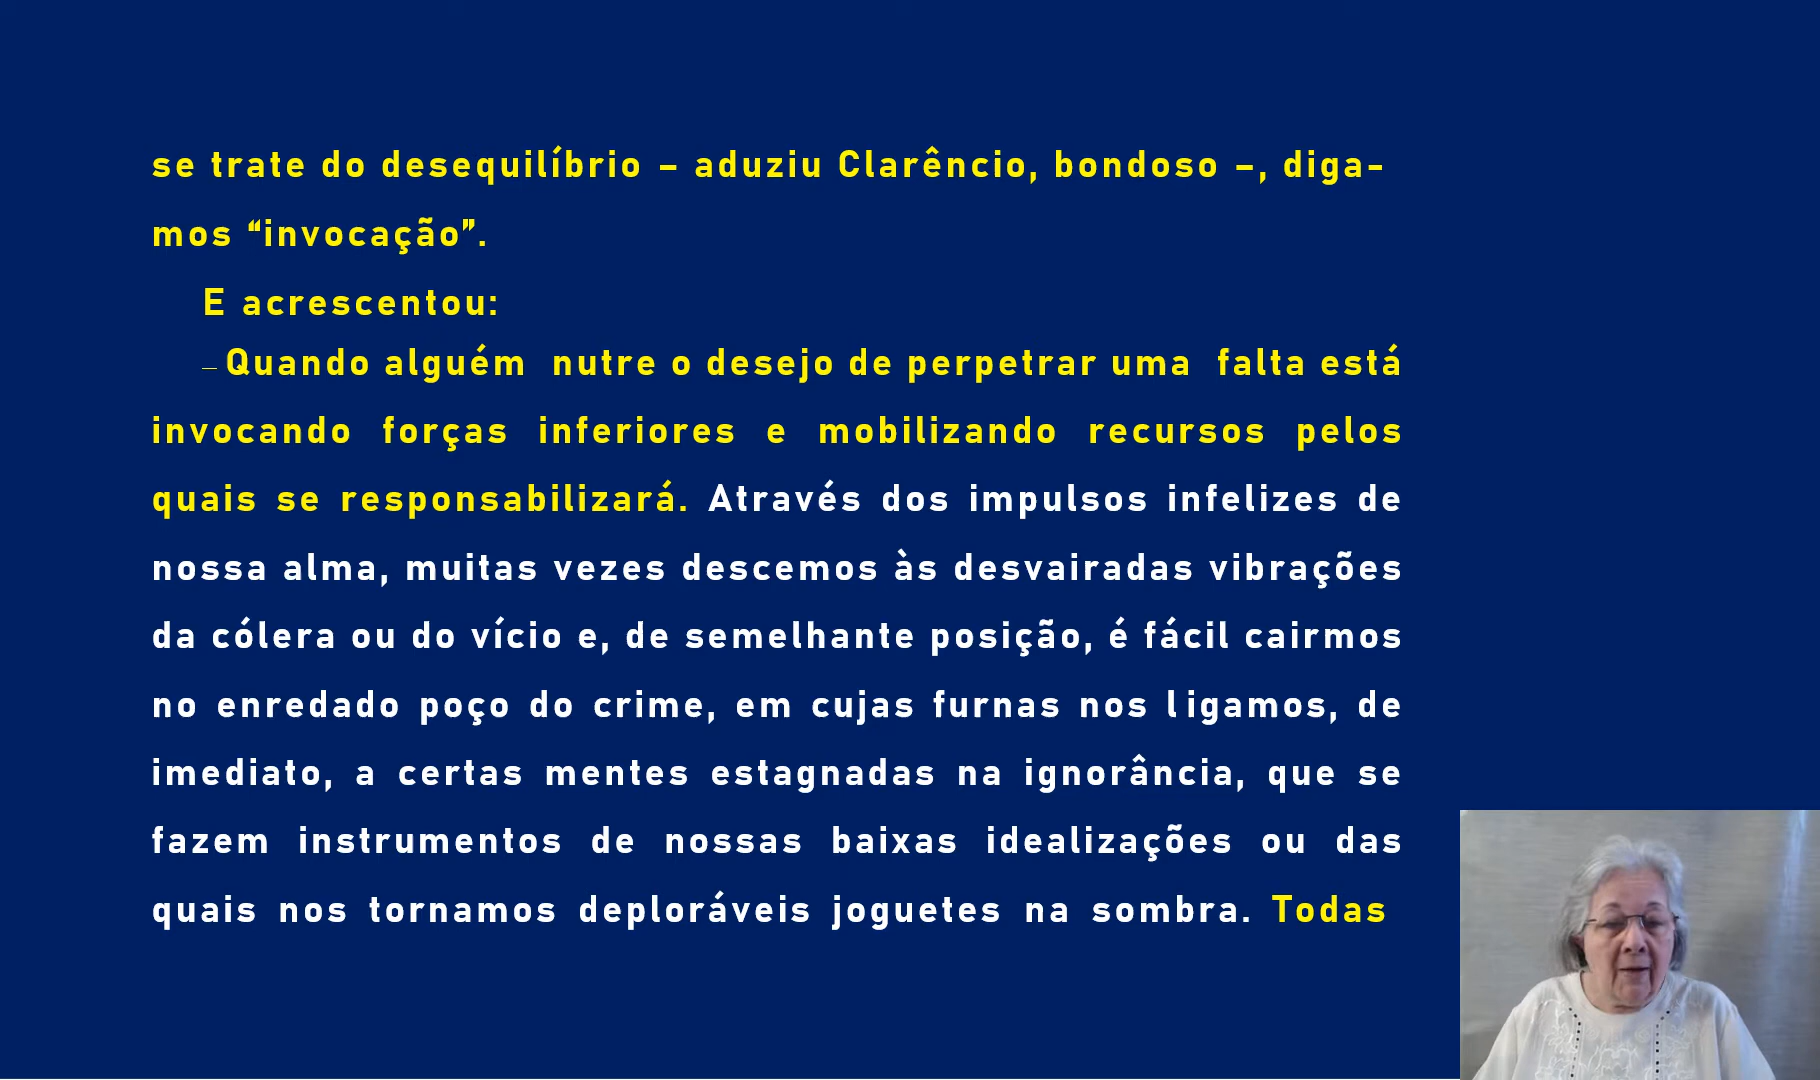 se trate do desequilíbrio – aduziu Clarêncio, bondoso –, diga-
mos “invocação”.
E acrescentou:
– Quando alguém nutre o desejo de perpetrar uma falta está
invocando forças inferiores e mobilizando recursos pelos
quais se responsabilizará. Através dos impulsos infelizes de
nossa alma, muitas vezes descemos às desvairadas vibrações
da cólera ou do vício e, de semelhante posição, é fácil cairmos
no enredado poço do crime, em cujas furnas nos ligamos, de
imediato, a certas mentes estagnadas na ignorância, que se
fazem instrumentos de nossas baixas idealizações ou das
quais nos tornamos deploráveis joguetes na sombra. Todas